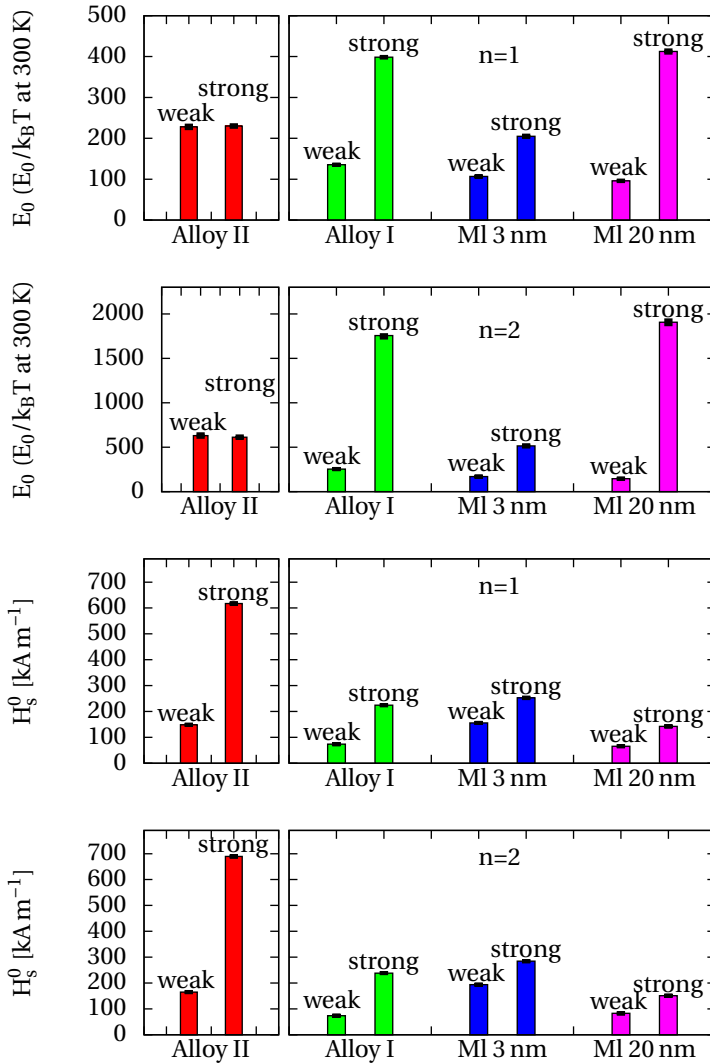 E₀ (E₀/k_BT at 300 K)
500
400
300
200
100
0
weak
strong
Alloy II
n=1
weak
strong
weak
strong
weak
strong
Alloy I
Ml 3 nm
Ml 20 nm
E₀ (E₀/k_BT at 300 K)
2000
1500
1000
500
0
weak
strong
Alloy II
n=2
weak
strong
weak
strong
weak
strong
Alloy I
Ml 3 nm
Ml 20 nm
H_s⁰ [kA m⁻¹]
700
600
500
400
300
200
100
0
weak
strong
Alloy II
n=1
weak
strong
weak
strong
weak
strong
Alloy I
Ml 3 nm
Ml 20 nm
H_s⁰ [kA m⁻¹]
700
600
500
400
300
200
100
0
weak
strong
Alloy II
n=2
weak
strong
weak
strong
weak
strong
Alloy I
Ml 3 nm
Ml 20 nm